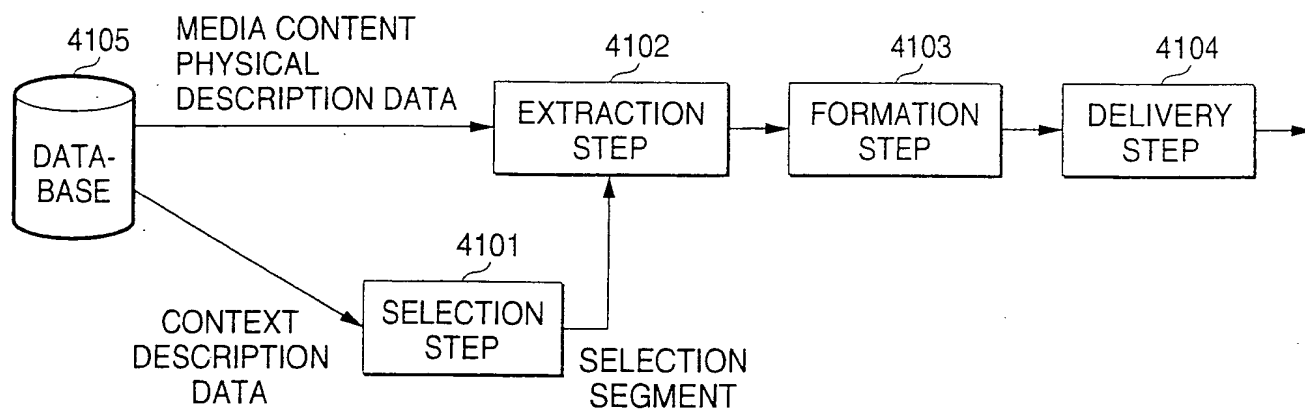 4105
MEDIA CONTENT
PHYSICAL
DESCRIPTION DATA
4102
4103
4104
DATA-
BASE
EXTRACTION
STEP
FORMATION
STEP
DELIVERY
STEP
4101
SELECTION
STEP
CONTEXT
DESCRIPTION
DATA
SELECTION
SEGMENT